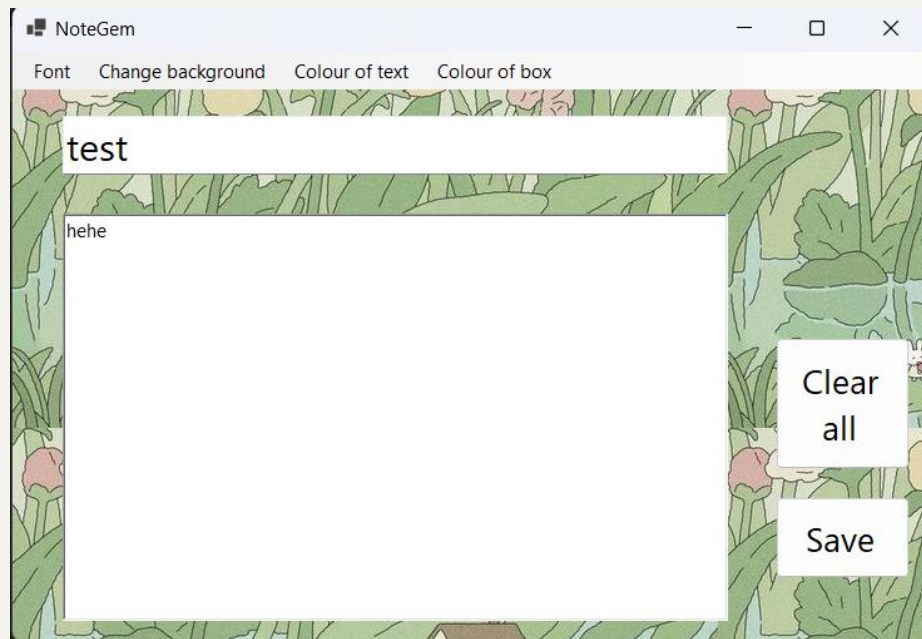 NoteGem
Font Change background Colour of text Colour of box
test
hehe
Clear
all
Save